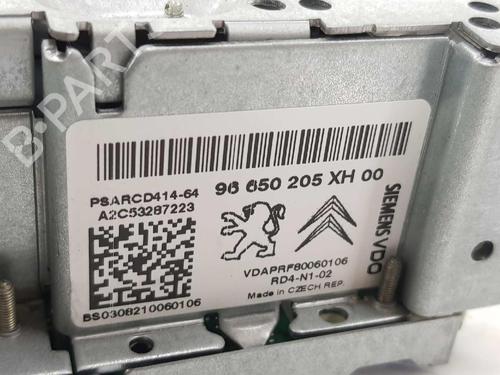 B-PARTS
PSARCD414-64
A2C53287223
96 650 205 XH 00
SIEMENS VDO
VDAPRF80060106
RD4-N1-02
Made in CZECH REP.
BS0308210060106